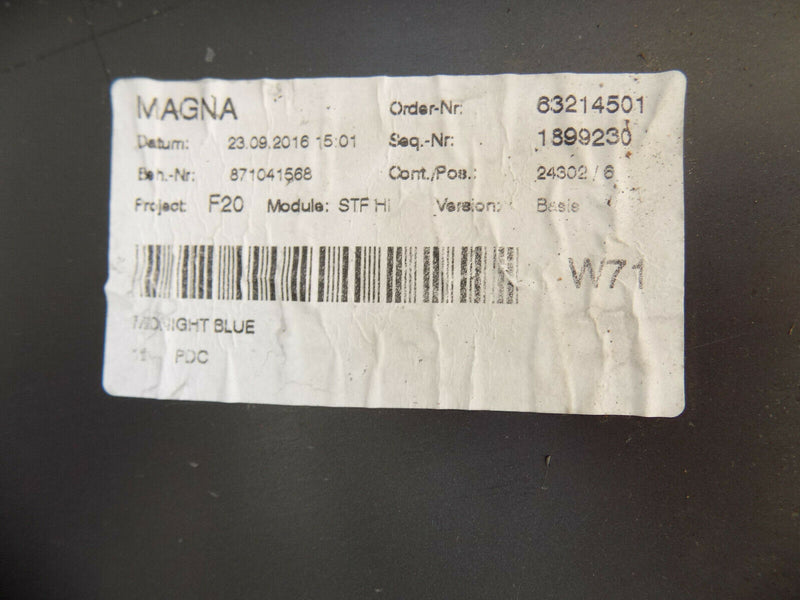 MAGNA Order-Nr: 63214501
Datum: 23.09.2016 15:01 Seq.-Nr: 1899230
Beh.-Nr: 871041568 Cont./Pos.: 24302 / 6
Project: F20 Module: STF Hi Version: Basis
W71
MIDNIGHT BLUE
PDC